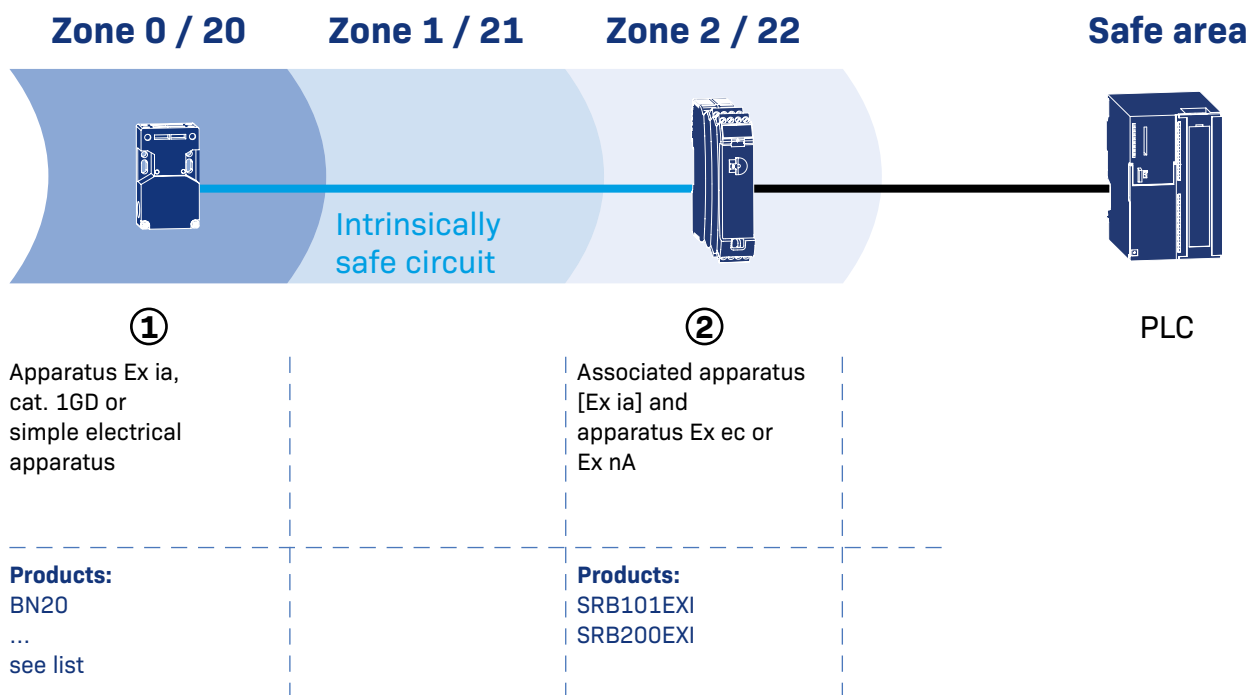 Zone 0 / 20
Zone 1 / 21
Zone 2 / 22
Safe area
Intrinsically
safe circuit
①
②
PLC
Apparatus Ex ia,
cat. 1GD or
simple electrical
apparatus
Associated apparatus
[Ex ia] and
apparatus Ex ec or
Ex nA
Products:
BN20
...
see list
Products:
SRB101EXI
SRB200EXI